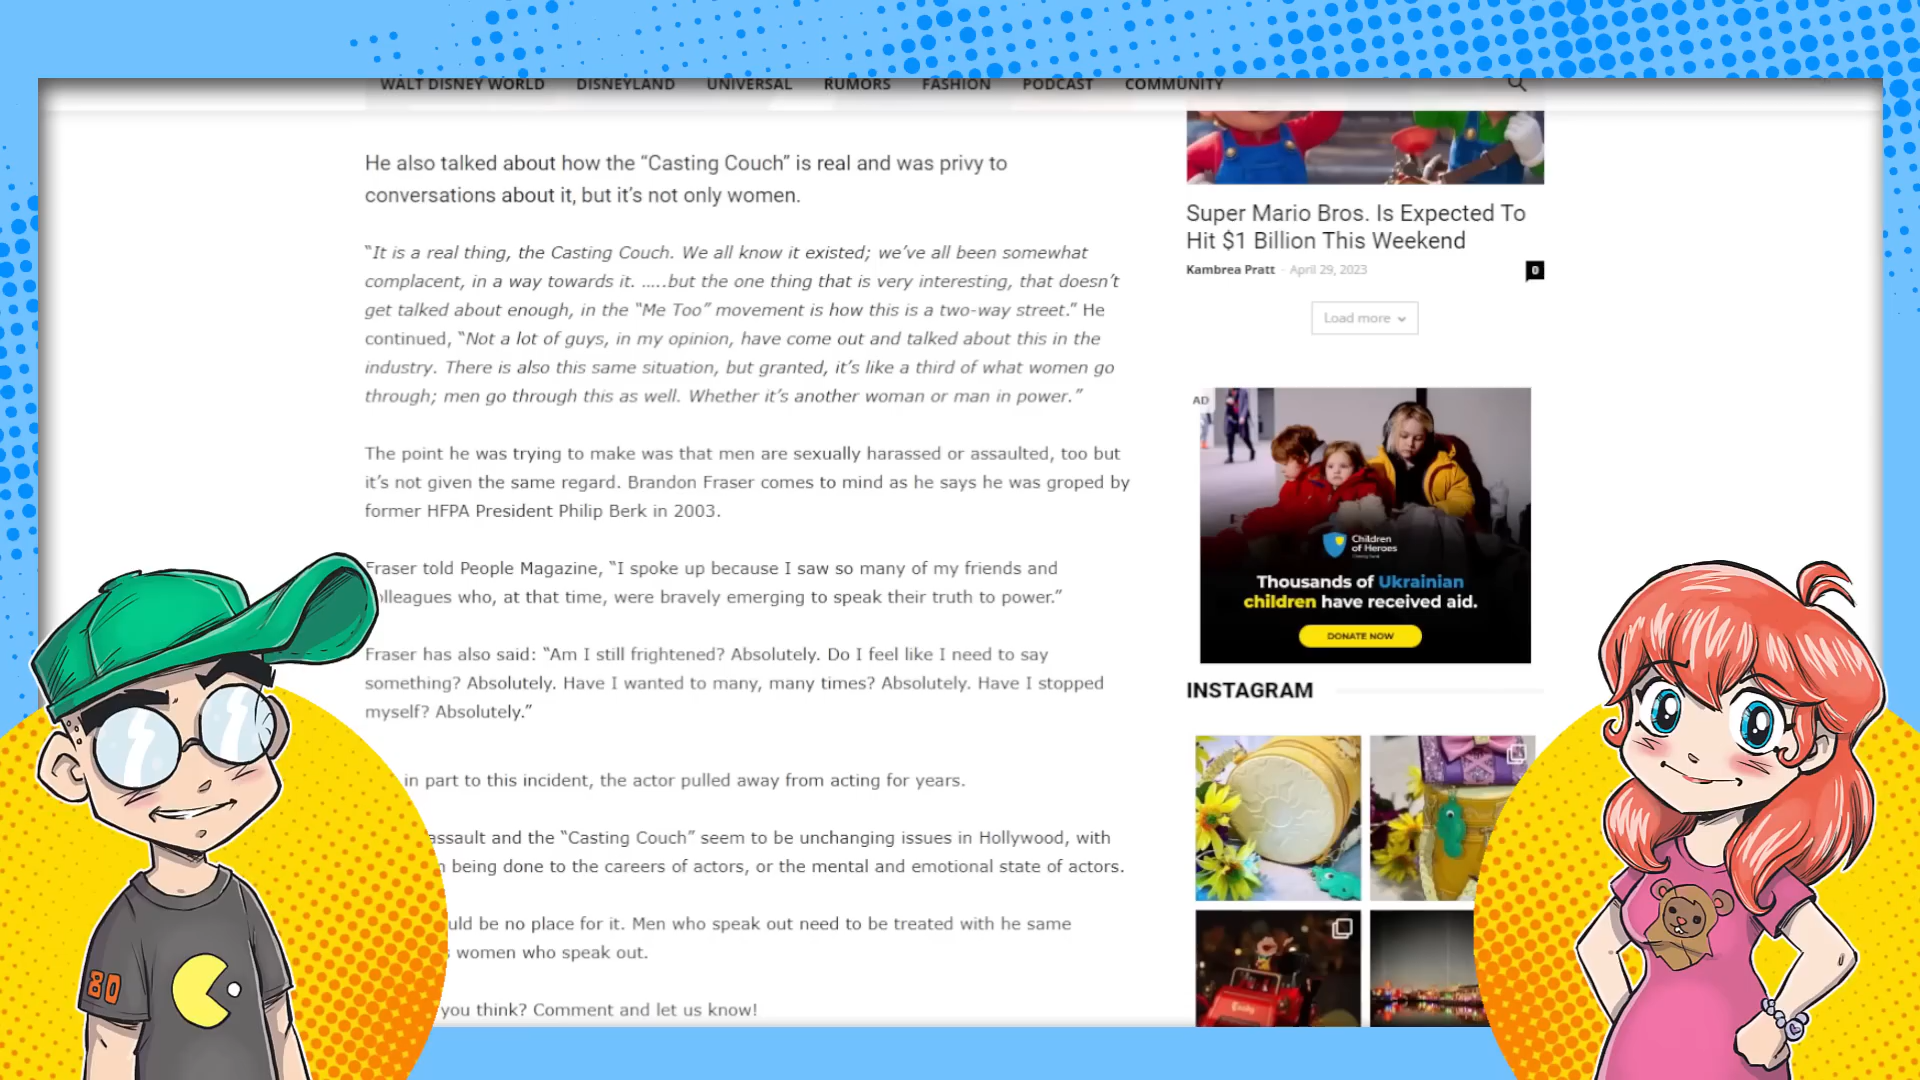 WALT DISNEY WORLD DISNEYLAND UNIVERSAL RUMORS FASHION PODCAST COMMUNITY
He also talked about how the “Casting Couch” is real and was privy to
conversations about it, but it’s not only women.
“It is a real thing, the Casting Couch. We all know it existed; we’ve all been somewhat
complacent, in a way towards it. …..but the one thing that is very interesting, that doesn’t
get talked about enough, in the “Me Too” movement is how this is a two-way street.” He
continued, “Not a lot of guys, in my opinion, have come out and talked about this in the
industry. There is also this same situation, but granted, it’s like a third of what women go
through; men go through this as well. Whether it’s another woman or man in power.”
The point he was trying to make was that men are sexually harassed or assaulted, too but
it’s not given the same regard. Brandon Fraser comes to mind as he says he was groped by
former HFPA President Philip Berk in 2003.
Fraser told People Magazine, “I spoke up because I saw so many of my friends and
olleagues who, at that time, were bravely emerging to speak their truth to power.”
Fraser has also said: “Am I still frightened? Absolutely. Do I feel like I need to say
something? Absolutely. Have I wanted to many, many times? Absolutely. Have I stopped
myself? Absolutely.”
in part to this incident, the actor pulled away from acting for years.
assault and the “Casting Couch” seem to be unchanging issues in Hollywood, with
being done to the careers of actors, or the mental and emotional state of actors.
uld be no place for it. Men who speak out need to be treated with he same
women who speak out.
you think? Comment and let us know!
Super Mario Bros. Is Expected To
Hit $1 Billion This Weekend
Kambrea Pratt - April 29, 2023
0
Load more
AD
Children
of Heroes
Thousands of Ukrainian
children have received aid.
DONATE NOW
INSTAGRAM
80